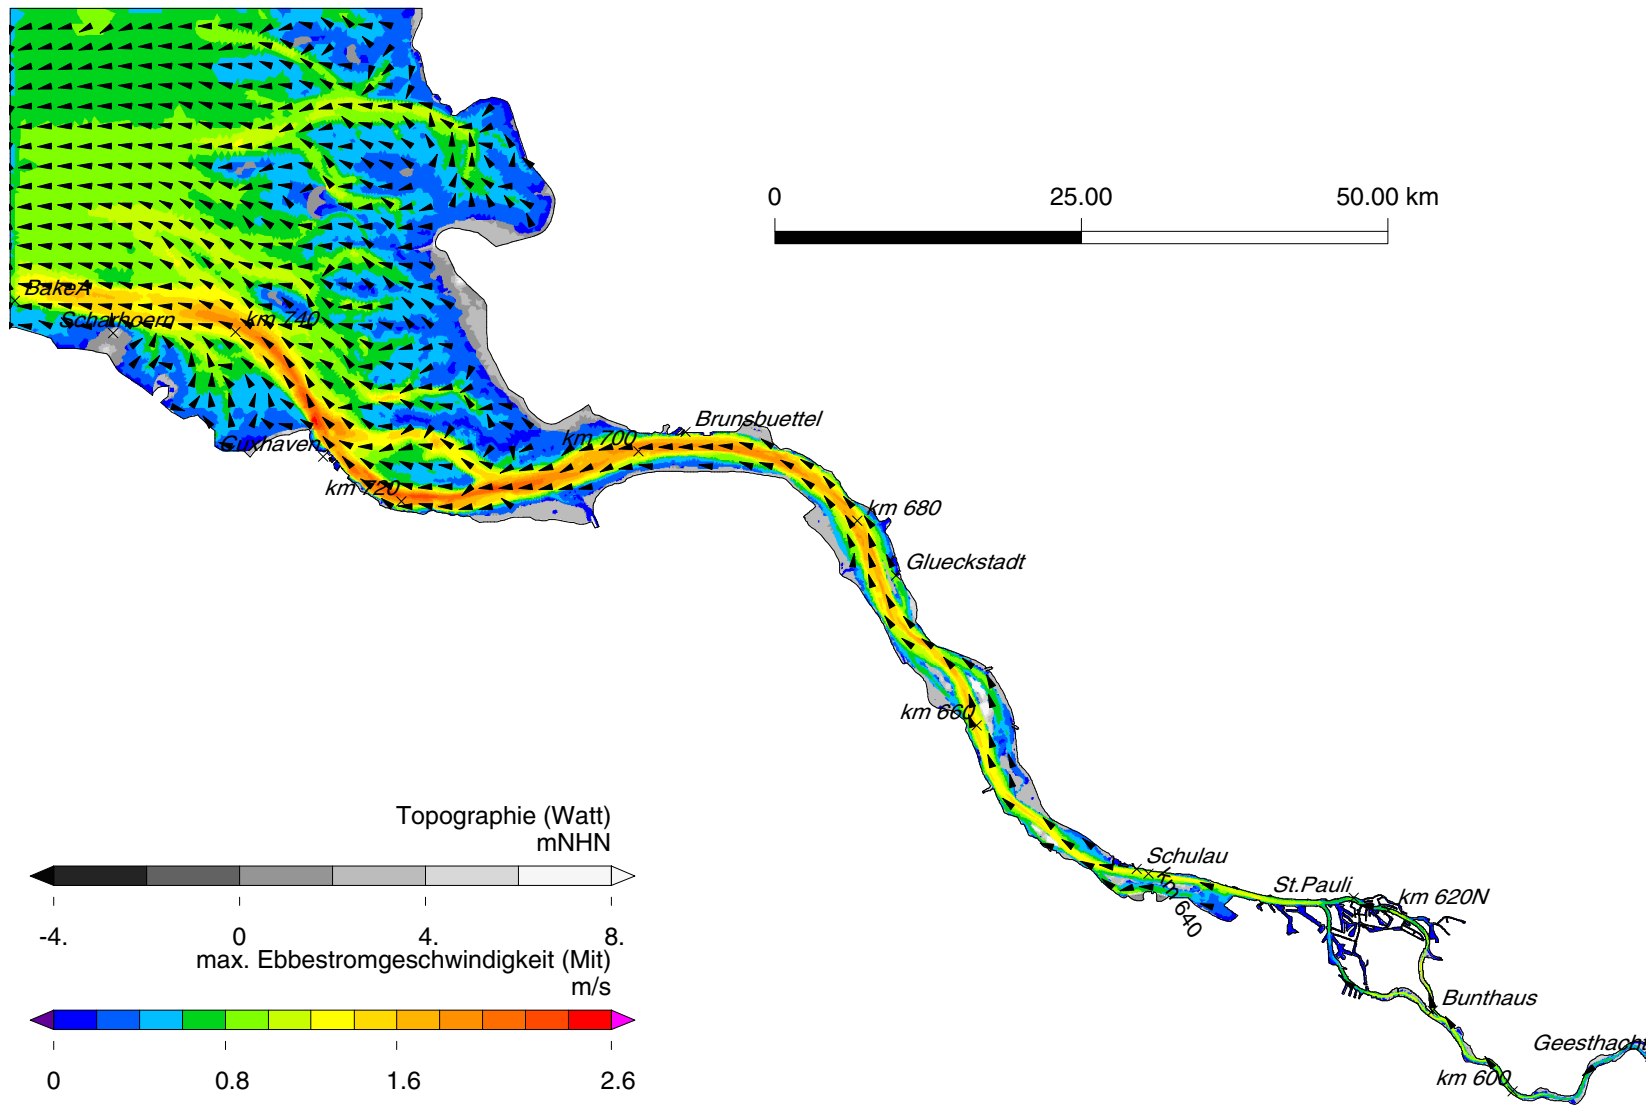 0 25.00 50.00 km
BakeA
Scharhoern
km 740
Brunsbuettel
km 700
Cuxhaven
km 720
km 680
Glueckstadt
km 660
Schulau
km 640
St.Pauli
km 620N
Bunthaus
Geesthacht
km 600
Topographie (Watt)
mNHN
-4. 0 4. 8.
max. Ebbestromgeschwindigkeit (Mit)
m/s
0 0.8 1.6 2.6